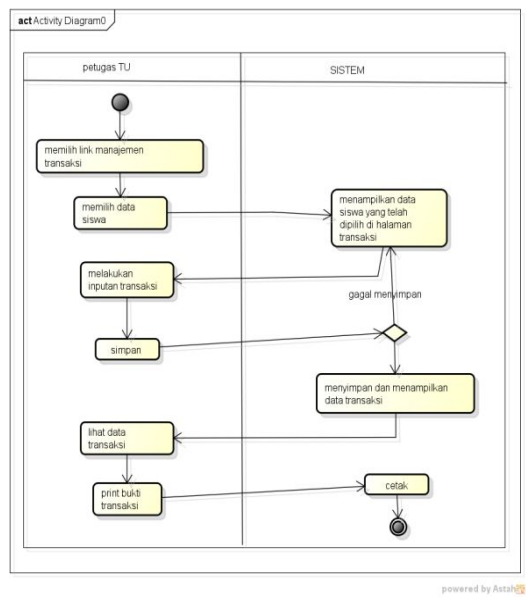 act Activity Diagram0
petugas TU
SISTEM
memilih link manajemen
transaksi
memilih data
siswa
menampilkan data
siswa yang telah
dipilih di halaman
transaksi
melakukan
inputan transaksi
gagal menyimpan
simpan
menyimpan dan menampilkan
data transaksi
lihat data
transaksi
print bukti
transaksi
cetak
powered by Astah